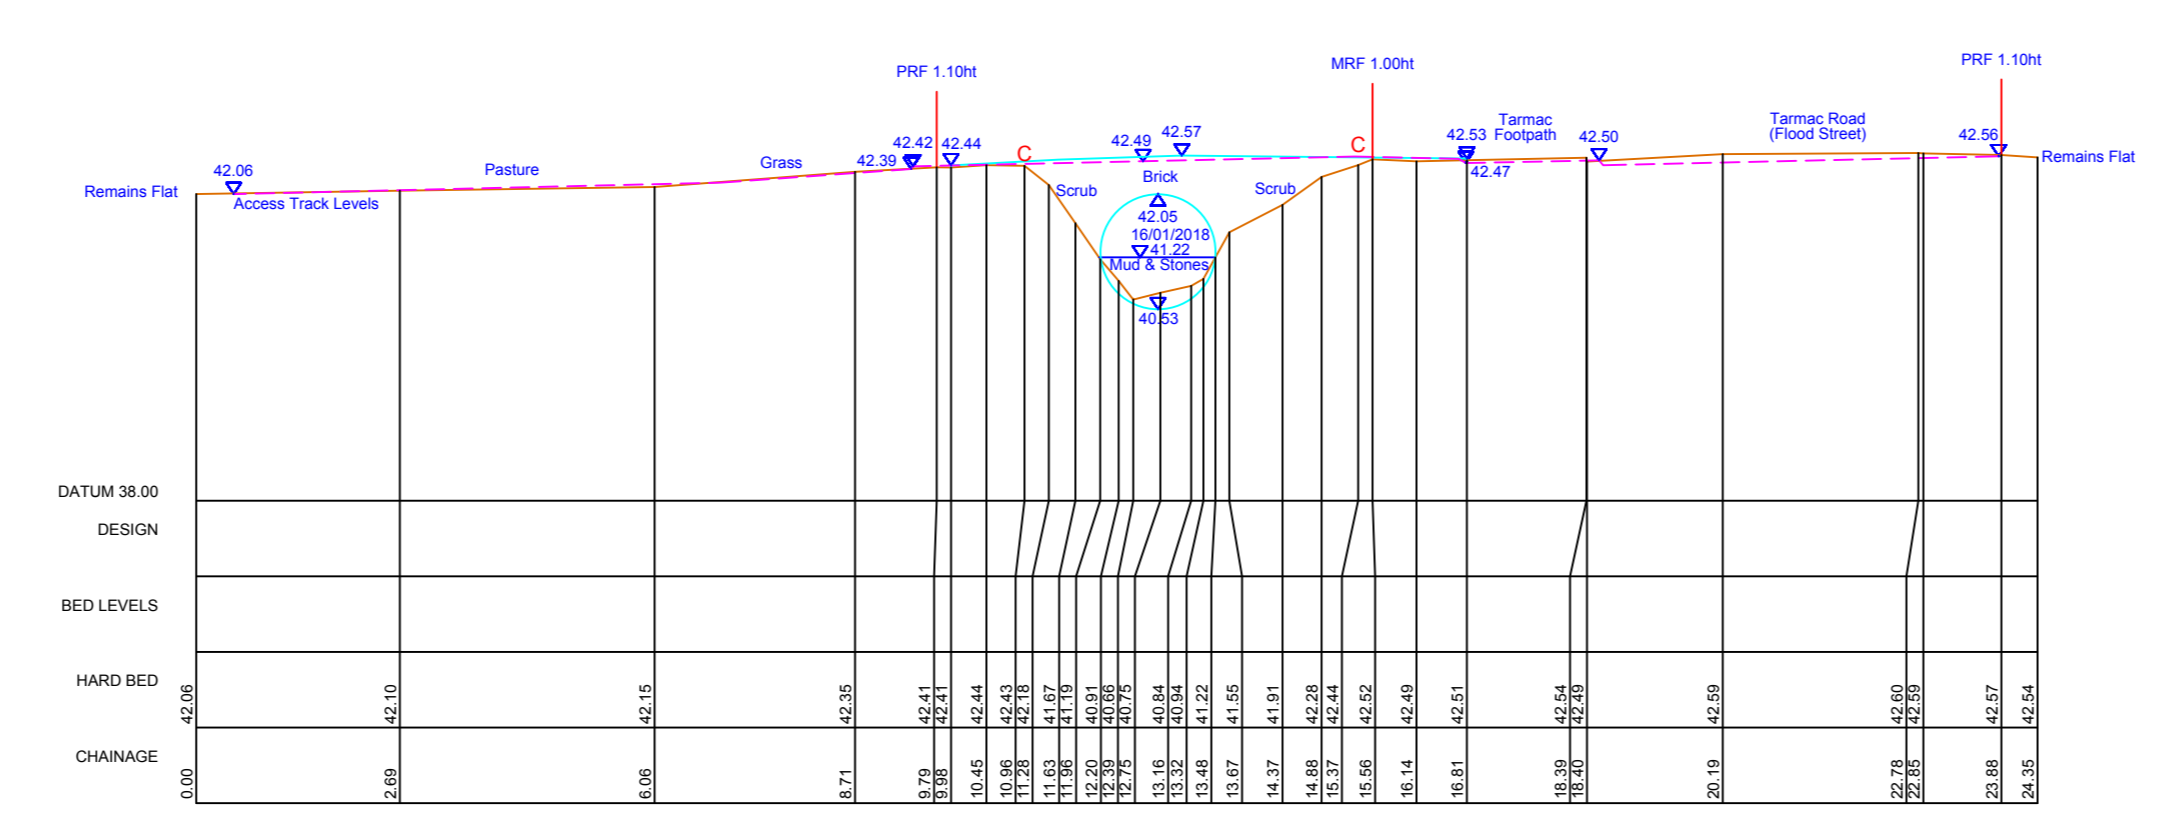 PRF 1.10ht
MRF 1.00ht
PRF 1.10ht
42.06
Remains Flat
Access Track Levels
Pasture
Grass
42.39
42.42
42.44
C
Scrub
42.49
42.57
Brick
42.05
16/01/2018
41.22
Mud & Stones
40.53
Scrub
C
42.53
42.47
Tarmac
Footpath
42.50
Tarmac Road
(Flood Street)
42.56
Remains Flat
DATUM 38.00
DESIGN
BED LEVELS
HARD BED
42.06 42.10 42.15 42.35 42.41 42.41 42.44 42.43 42.18 41.67 41.19 40.91 40.66 40.75 40.84 40.94 41.22 41.55 41.91 42.28 42.44 42.52 42.49 42.51 42.54 42.49 42.59 42.60 42.59 42.57 42.54
CHAINAGE
0.00 2.69 6.06 8.71 9.79 9.98 10.45 10.96 11.28 11.63 11.96 12.20 12.39 12.75 13.16 13.32 13.48 13.67 14.37 14.88 15.37 15.56 16.14 16.81 18.39 18.40 20.19 22.78 22.85 23.88 24.35